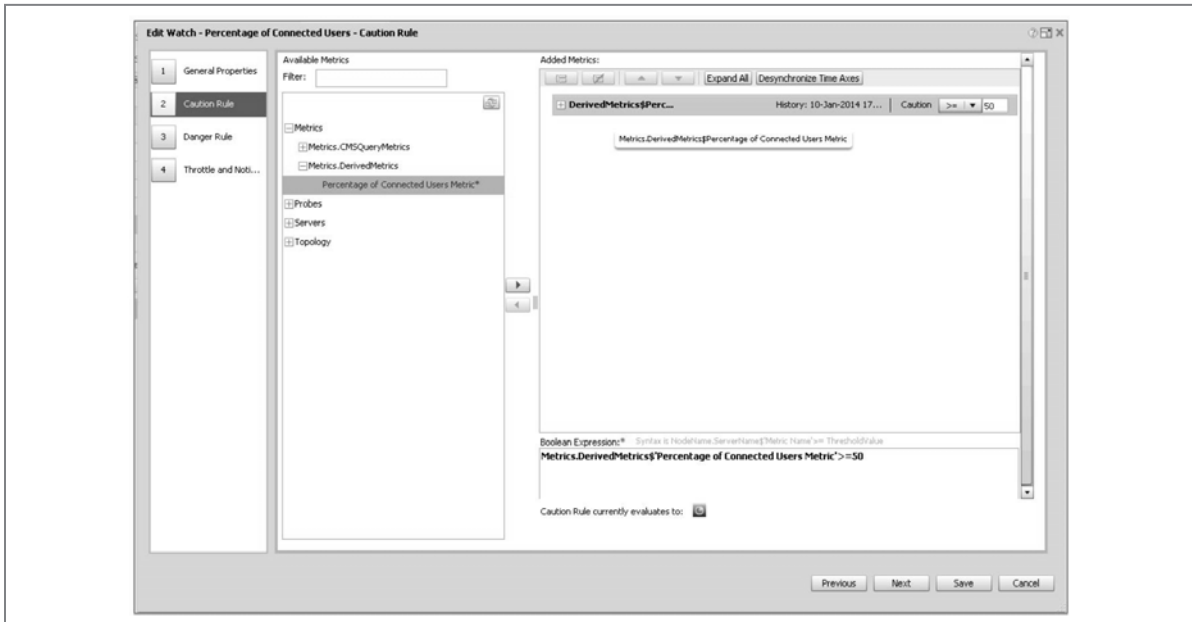 Edit Watch - Percentage of Connected Users - Caution Rule
1 General Properties
2 Caution Rule
3 Danger Rule
4 Throttle and Noti...
Available Metrics
Filter:
Metrics
Metrics.CMSQueryMetrics
Metrics.DerivedMetrics
Percentage of Connected Users Metric*
Probes
Servers
Topology
Added Metrics:
Expand All Desynchronize Time Axes
DerivedMetrics$Perc... History: 10-Jan-2014 17... Caution >= 50
Metrics.DerivedMetrics$Percentage of Connected Users Metric
Boolean Expression:* Syntax is NodeName.ServerName$'Metric Name'>= ThresholdValue
Metrics.DerivedMetrics$'Percentage of Connected Users Metric'>=50
Caution Rule currently evaluates to:
Previous Next Save Cancel